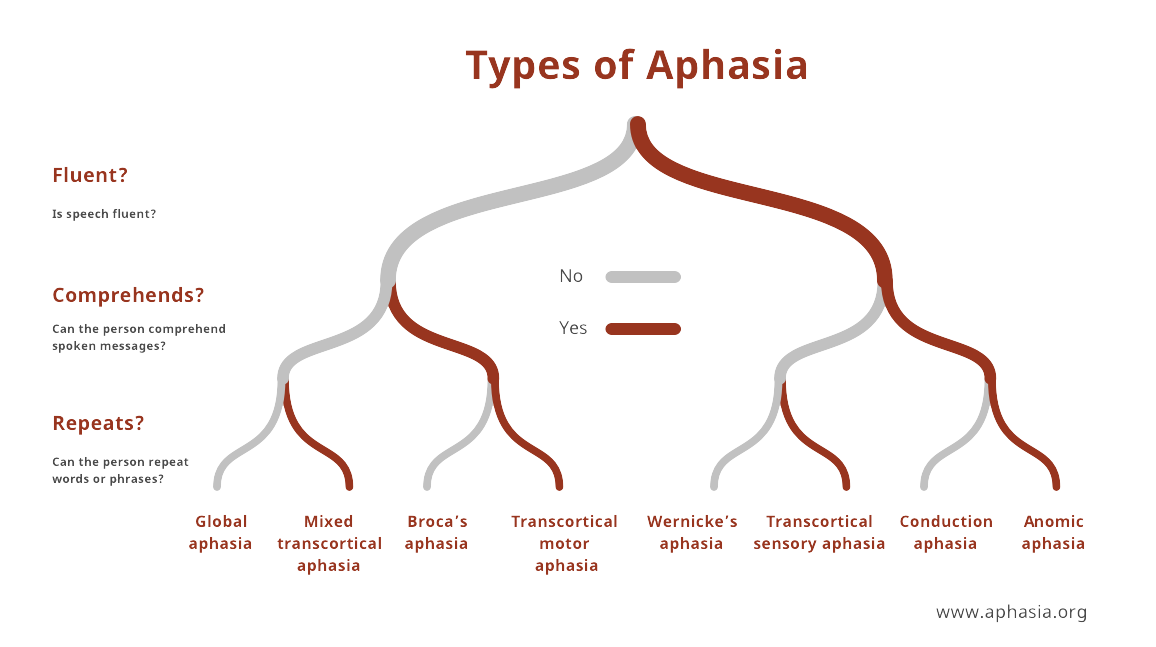 Types of Aphasia
Fluent?
Is speech fluent?
Comprehends?
Can the person comprehend
spoken messages?
Repeats?
Can the person repeat
words or phrases?
No
Yes
Global
aphasia
Mixed
transcortical
aphasia
Broca’s
aphasia
Transcortical
motor
aphasia
Wernicke’s
aphasia
Transcortical
sensory aphasia
Conduction
aphasia
Anomic
aphasia
www.aphasia.org